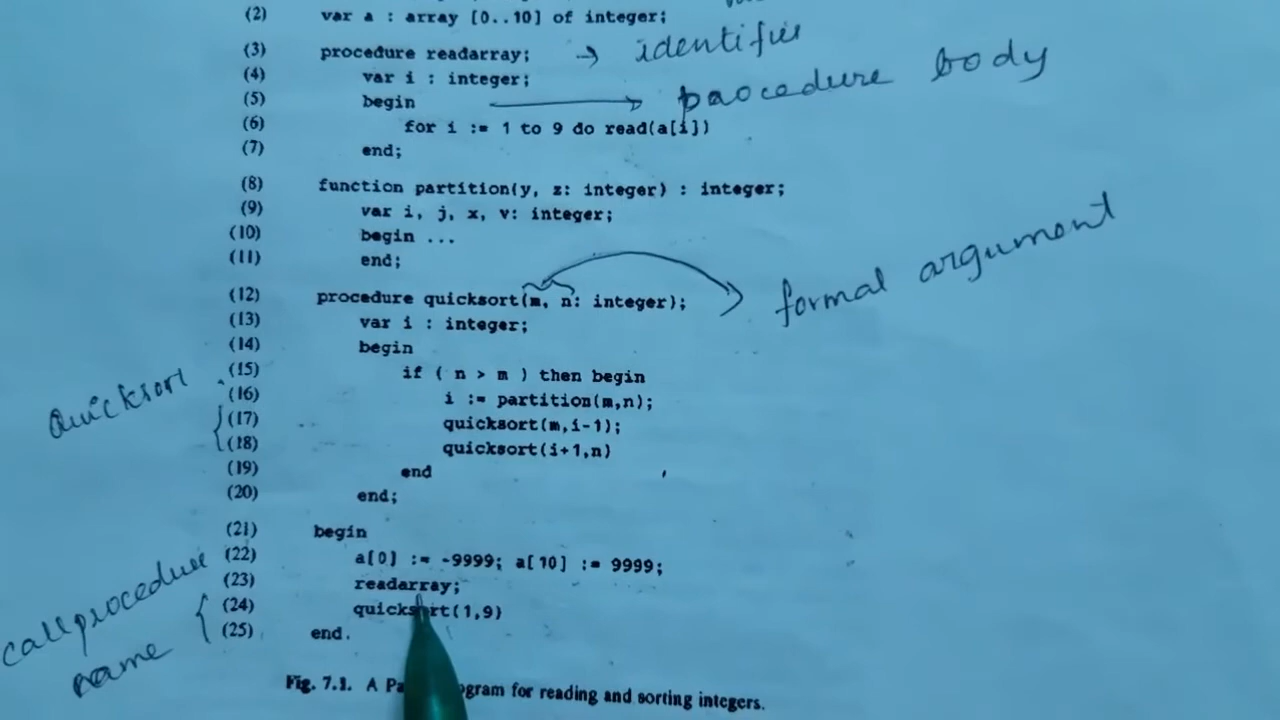 (2) var a : array [0..10] of integer;
(3) procedure readarray; → identifies
(4) var i : integer;
(5) begin → procedure body
(6) for i := 1 to 9 do read(a[i])
(7) end;
(8) function partition(y, z: integer) : integer;
(9) var i, j, x, v: integer;
(10) begin ...
(11) end;
(12) procedure quicksort(m, n: integer); formal argument
(13) var i : integer;
(14) begin
(15) if ( n > m ) then begin
Quicksort
(16) i := partition(m,n);
(17) quicksort(m,i-1);
(18) quicksort(i+1,n)
(19) end
(20) end;
(21) begin
(22) a[0] := -9999; a[10] := 9999;
(23) readarray;
call procedure name
(24) quicksort(1,9)
(25) end.
Fig. 7.1. A program for reading and sorting integers.